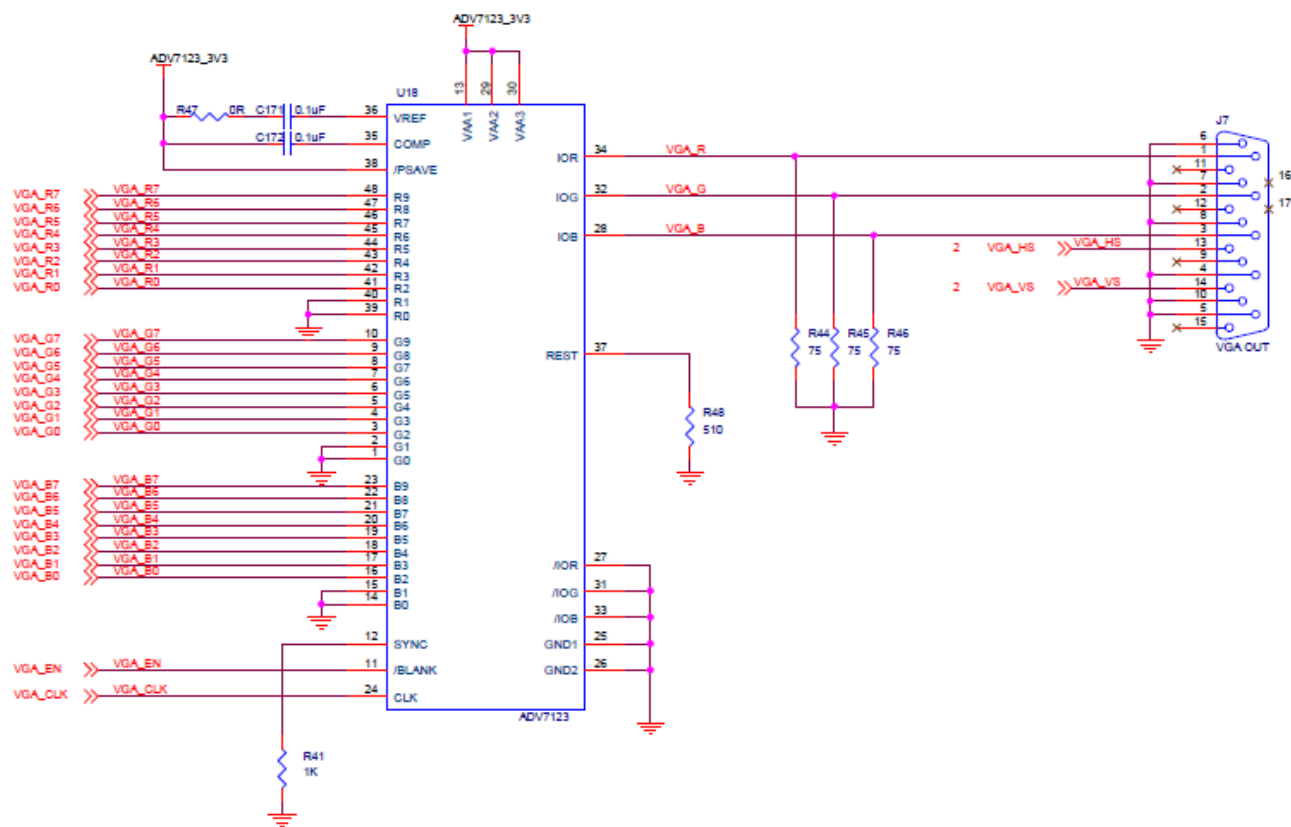 ADV7123_3V3
ADV7123_3V3
U18
13 29 30
VAA1 VAA2 VAA3
R47 0R C171 0.1uF 36 VREF
C172 0.1uF 35 COMP
38 /PSAVE
VGA_R7 VGA_R7 48 R9
VGA_R6 VGA_R6 47 R8
VGA_R5 VGA_R5 46 R7
VGA_R4 VGA_R4 45 R6
VGA_R3 VGA_R3 44 R5
VGA_R2 VGA_R2 43 R4
VGA_R1 VGA_R1 42 R3
VGA_R0 VGA_R0 41 R2
40 R1
39 R0
VGA_G7 VGA_G7 10 G9
VGA_G6 VGA_G6 9 G8
VGA_G5 VGA_G5 8 G7
VGA_G4 VGA_G4 7 G6
VGA_G3 VGA_G3 6 G5
VGA_G2 VGA_G2 5 G4
VGA_G1 VGA_G1 4 G3
VGA_G0 VGA_G0 3 G2
2 G1
1 G0
VGA_B7 VGA_B7 23 B9
VGA_B6 VGA_B6 22 B8
VGA_B5 VGA_B5 21 B7
VGA_B4 VGA_B4 20 B6
VGA_B3 VGA_B3 19 B5
VGA_B2 VGA_B2 18 B4
VGA_B1 VGA_B1 17 B3
VGA_B0 VGA_B0 16 B2
15 B1
14 B0
12 SYNC
VGA_EN VGA_EN 11 /BLANK
VGA_CLK VGA_CLK 24 CLK
R41
1K
IOR 34 VGA_R
IOG 32 VGA_G
IOB 28 VGA_B
REST 37
R48
510
/IOR 27
/IOG 31
/IOB 33
GND1 25
GND2 26
ADV7123
R44 R45 R46
75 75 75
J7
6
1
11
7 16
2
12 17
8
3
2 VGA_HS VGA_HS 13
9
4
2 VGA_VS VGA_VS 14
10
5
15
VGA OUT